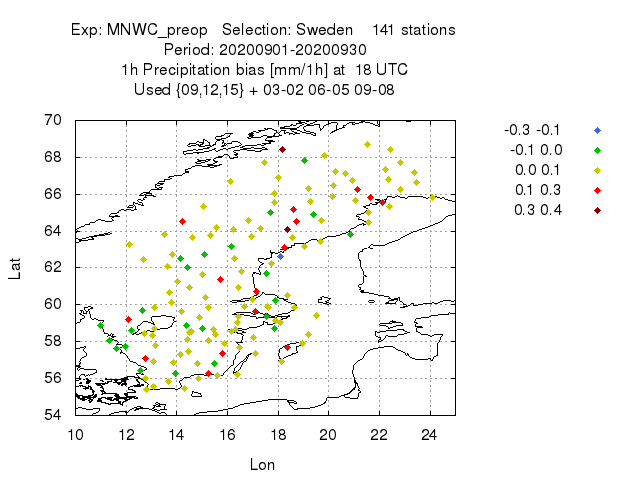 Exp: MNWC_preop   Selection: Sweden    141 stations
Period: 20200901-20200930
1h Precipitation bias [mm/1h] at  18 UTC
Used {09,12,15} + 03-02 06-05 09-08
-0.3 -0.1
-0.1 0.0
0.0 0.1
0.1 0.3
0.3 0.4
70
68
66
64
62
60
58
56
54
Lat
10 12 14 16 18 20 22 24
Lon